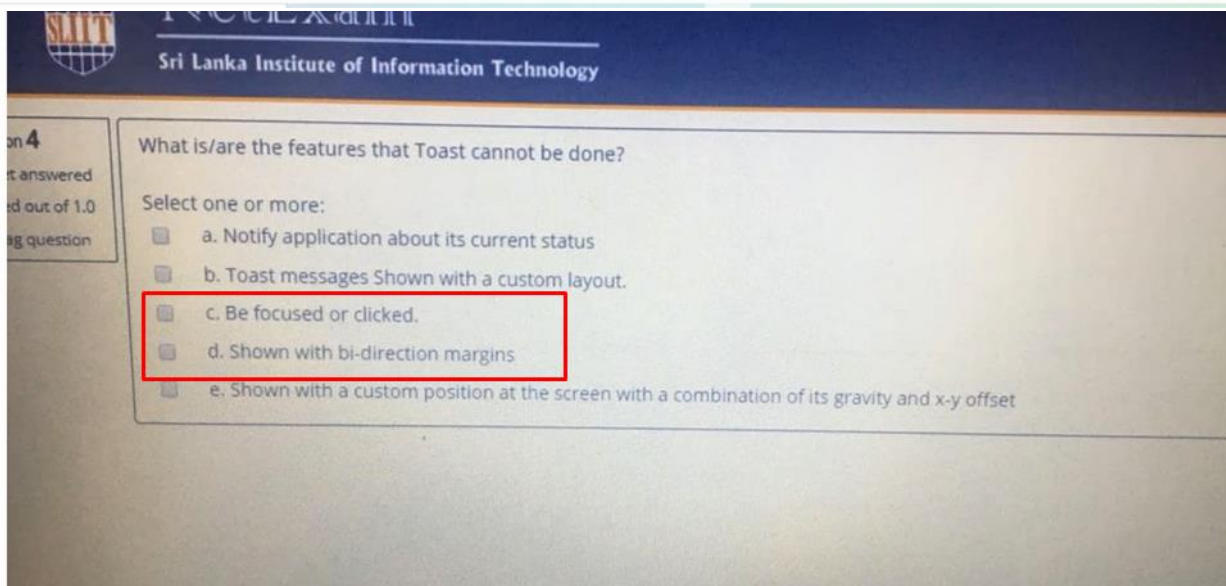 SLIIT
Sri Lanka Institute of Information Technology
on 4
t answered
ed out of 1.0
ag question
What is/are the features that Toast cannot be done?
Select one or more:
a. Notify application about its current status
b. Toast messages Shown with a custom layout.
c. Be focused or clicked.
d. Shown with bi-direction margins
e. Shown with a custom position at the screen with a combination of its gravity and x-y offset